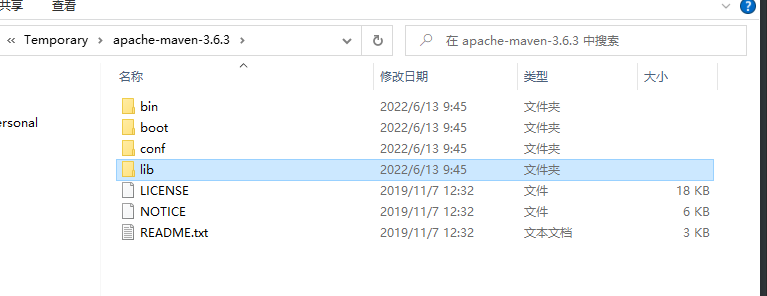 共享 查看
« Temporary › apache-maven-3.6.3 ›
在 apache-maven-3.6.3 中搜索
名称 修改日期 类型 大小
bin 2022/6/13 9:45 文件夹
ersonal
boot 2022/6/13 9:45 文件夹
conf 2022/6/13 9:45 文件夹
lib 2022/6/13 9:45 文件夹
LICENSE 2019/11/7 12:32 文件 18 KB
NOTICE 2019/11/7 12:32 文件 6 KB
README.txt 2019/11/7 12:32 文本文档 3 KB